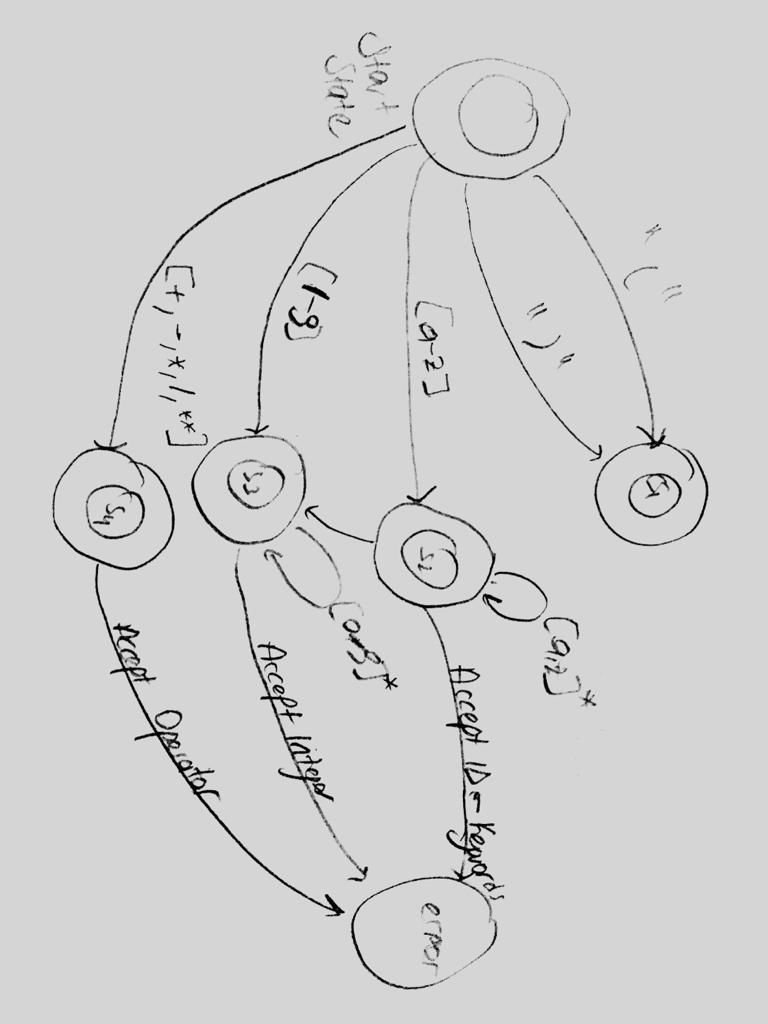 Start
State
"("
")"
[a-z]
[1-9]
[+,-,*,/,**]
S1
S2
S3
S4
[a,z]*
[0-9]*
Accept ID - Keywords
Accept Integer
Accept Operator
error